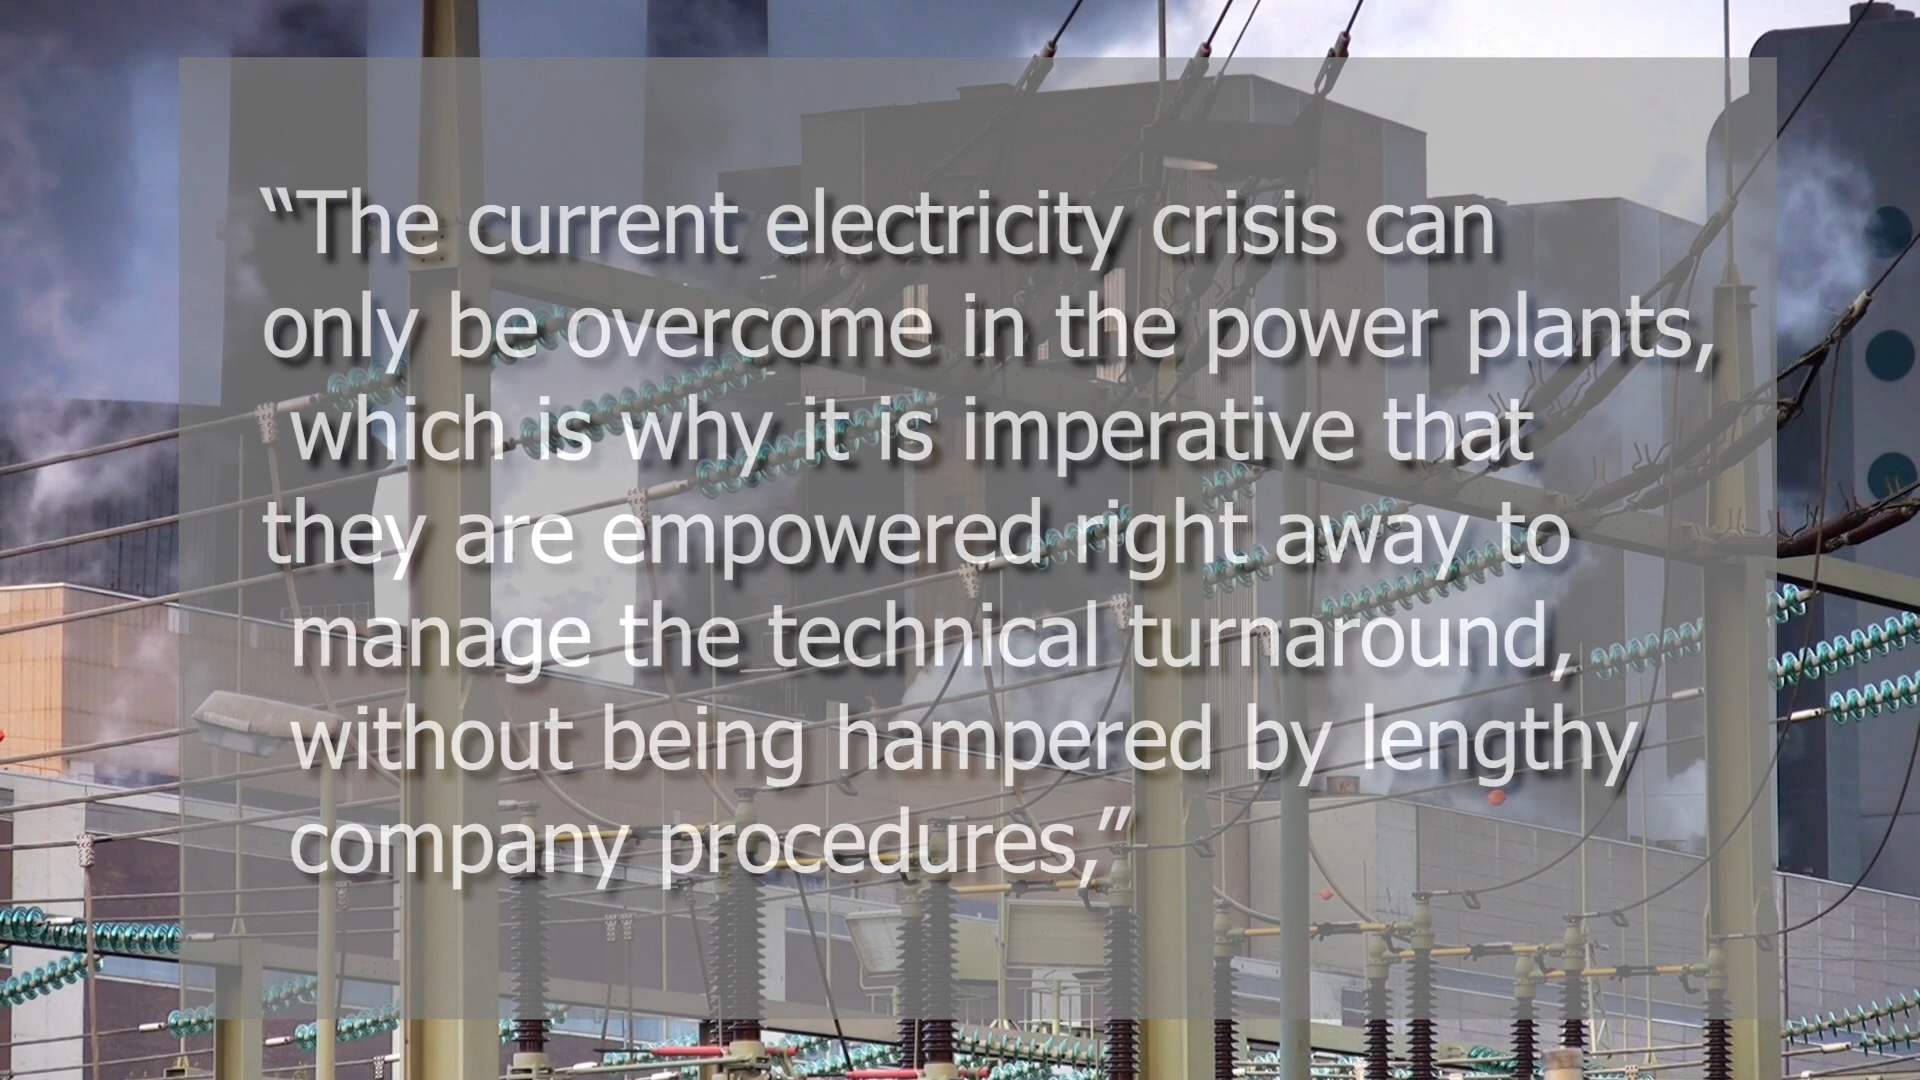 “The current electricity crisis can
only be overcome in the power plants,
which is why it is imperative that
they are empowered right away to
manage the technical turnaround,
without being hampered by lengthy
company procedures,”